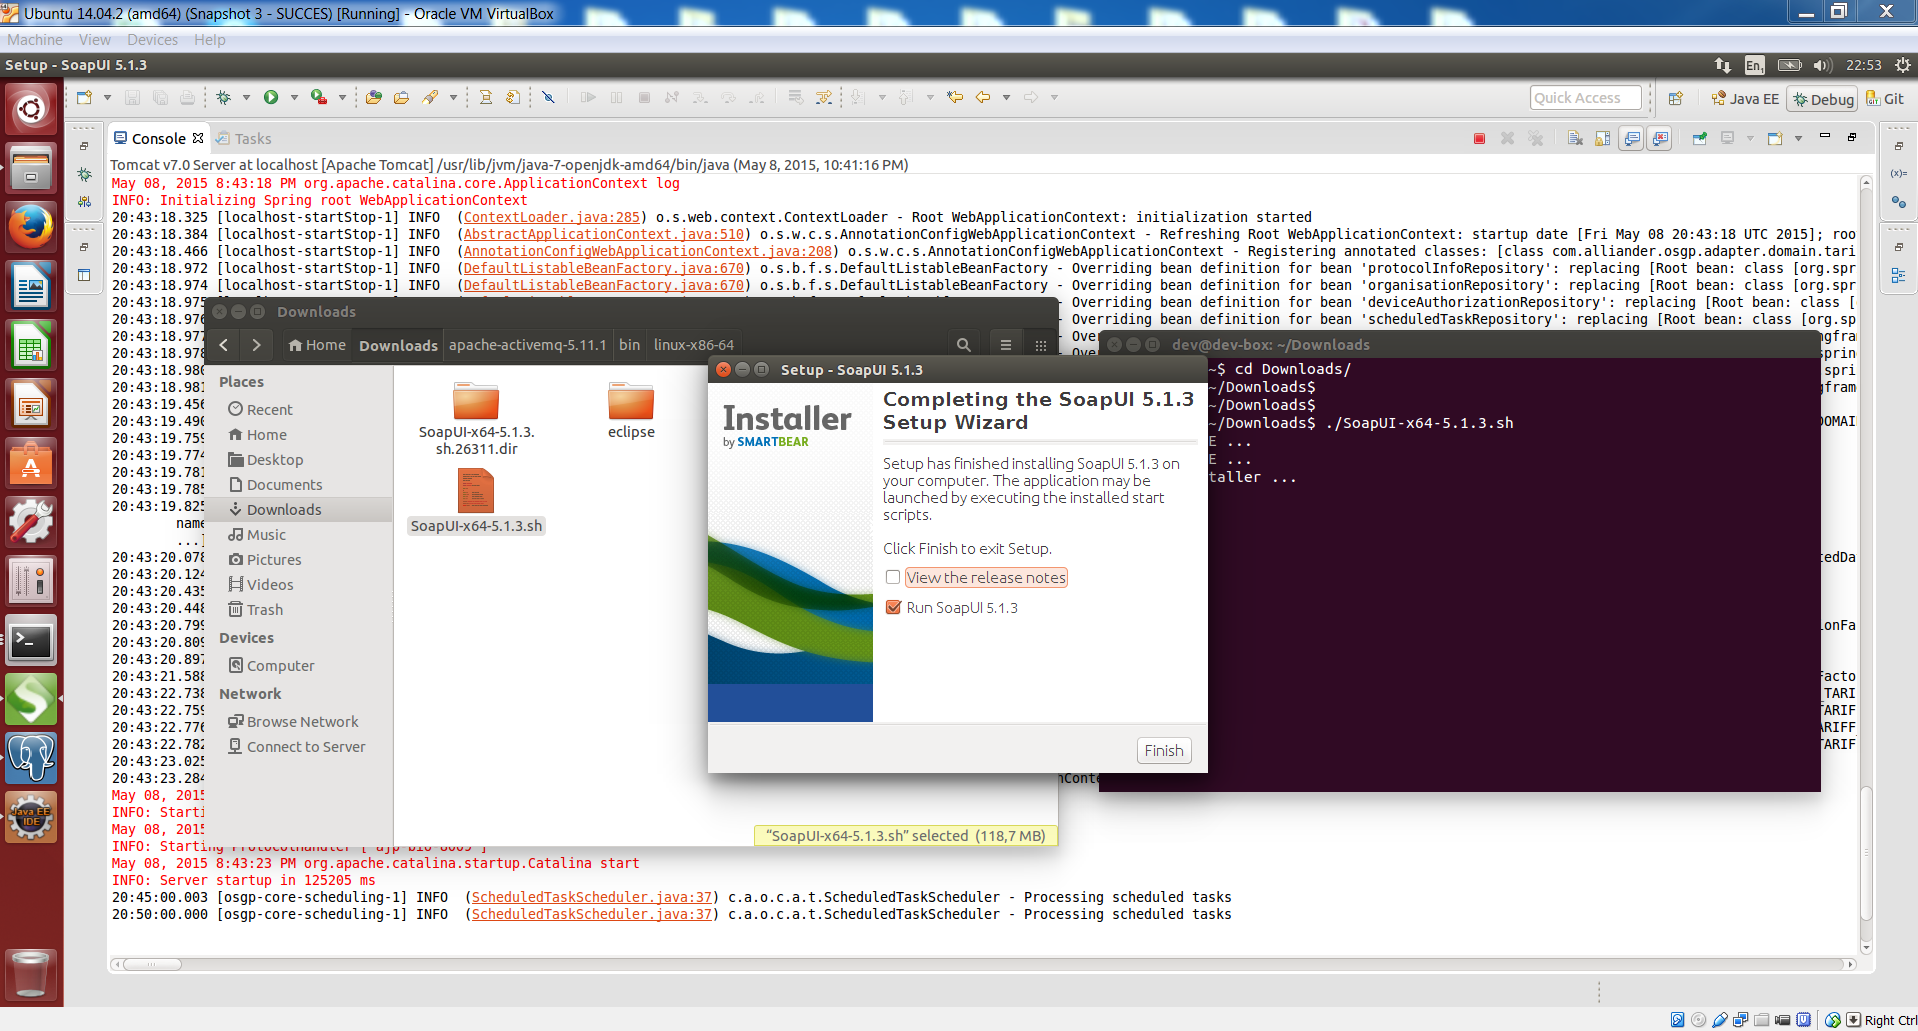 Ubuntu 14.04.2 (amd64) (Snapshot 3 - SUCCES) [Running] - Oracle VM VirtualBox
Machine View Devices Help
Setup - SoapUI 5.1.3
En 22:53
Quick Access
Java EE
Debug
Git
Console Tasks
Tomcat v7.0 Server at localhost [Apache Tomcat] /usr/lib/jvm/java-7-openjdk-amd64/bin/java (May 8, 2015, 10:41:16 PM)
May 08, 2015 8:43:18 PM org.apache.catalina.core.ApplicationContext log
INFO: Initializing Spring root WebApplicationContext
20:43:18.325 [localhost-startStop-1] INFO (ContextLoader.java:285) o.s.web.context.ContextLoader - Root WebApplicationContext: initialization started
20:43:18.384 [localhost-startStop-1] INFO (AbstractApplicationContext.java:510) o.s.w.c.s.AnnotationConfigWebApplicationContext - Refreshing Root WebApplicationContext: startup date [Fri May 08 20:43:18 UTC 2015]; roo
20:43:18.466 [localhost-startStop-1] INFO (AnnotationConfigWebApplicationContext.java:208) o.s.w.c.s.AnnotationConfigWebApplicationContext - Registering annotated classes: [class com.alliander.osgp.adapter.domain.tari
20:43:18.972 [localhost-startStop-1] INFO (DefaultListableBeanFactory.java:670) o.s.b.f.s.DefaultListableBeanFactory - Overriding bean definition for bean 'protocolInfoRepository': replacing [Root bean: class [org.spr
20:43:18.974 [localhost-startStop-1] INFO (DefaultListableBeanFactory.java:670) o.s.b.f.s.DefaultListableBeanFactory - Overriding bean definition for bean 'organisationRepository': replacing [Root bean: class [org.spr
20:43:18.975 - Overriding bean definition for bean 'deviceAuthorizationRepository': replacing [Root bean: class [
20:43:18.976 - Overriding bean definition for bean 'scheduledTaskRepository': replacing [Root bean: class [org.sp
20:43:18.977
20:43:18.978
20:43:18.980
20:43:18.981
20:43:19.456
20:43:19.490
20:43:19.759
20:43:19.774
20:43:19.781
20:43:19.785
20:43:19.825
name
...]
20:43:20.078
20:43:20.124
20:43:20.435
20:43:20.448
20:43:20.799
20:43:20.809
20:43:20.897
20:43:21.588
20:43:22.738
20:43:22.759
20:43:22.776
20:43:22.782
20:43:23.025
20:43:23.284
May 08, 2015
INFO: Starti
May 08, 2015
INFO: Starting ProtocolHandler ["ajp-bio-8009"]
May 08, 2015 8:43:23 PM org.apache.catalina.startup.Catalina start
INFO: Server startup in 125205 ms
20:45:00.003 [osgp-core-scheduling-1] INFO (ScheduledTaskScheduler.java:37) c.a.o.c.a.t.ScheduledTaskScheduler - Processing scheduled tasks
20:50:00.000 [osgp-core-scheduling-1] INFO (ScheduledTaskScheduler.java:37) c.a.o.c.a.t.ScheduledTaskScheduler - Processing scheduled tasks
Downloads
Home Downloads apache-activemq-5.11.1 bin linux-x86-64
Places
Recent
Home
Desktop
Documents
Downloads
Music
Pictures
Videos
Trash
Devices
Computer
Network
Browse Network
Connect to Server
SoapUI-x64-5.1.3.
sh.26311.dir
eclipse
SoapUI-x64-5.1.3.sh
"SoapUI-x64-5.1.3.sh" selected (118,7 MB)
Setup - SoapUI 5.1.3
Installer
by SMARTBEAR
Completing the SoapUI 5.1.3
Setup Wizard
Setup has finished installing SoapUI 5.1.3 on
your computer. The application may be
launched by executing the installed start
scripts.
Click Finish to exit Setup.
View the release notes
Run SoapUI 5.1.3
Finish
dev@dev-box: ~/Downloads
~$ cd Downloads/
~/Downloads$
~/Downloads$
~/Downloads$ ./SoapUI-x64-5.1.3.sh
E ...
E ...
taller ...
Java EE
IDE
Right Ctrl